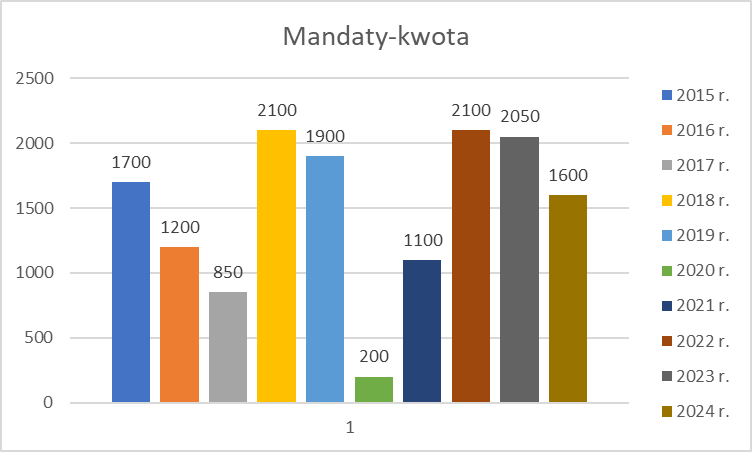 Mandaty-kwota
2500
2000
1500
1000
500
0
1700
1200
850
2100
1900
200
1100
2100
2050
1600
1
2015 r.
2016 r.
2017 r.
2018 r.
2019 r.
2020 r.
2021 r.
2022 r.
2023 r.
2024 r.